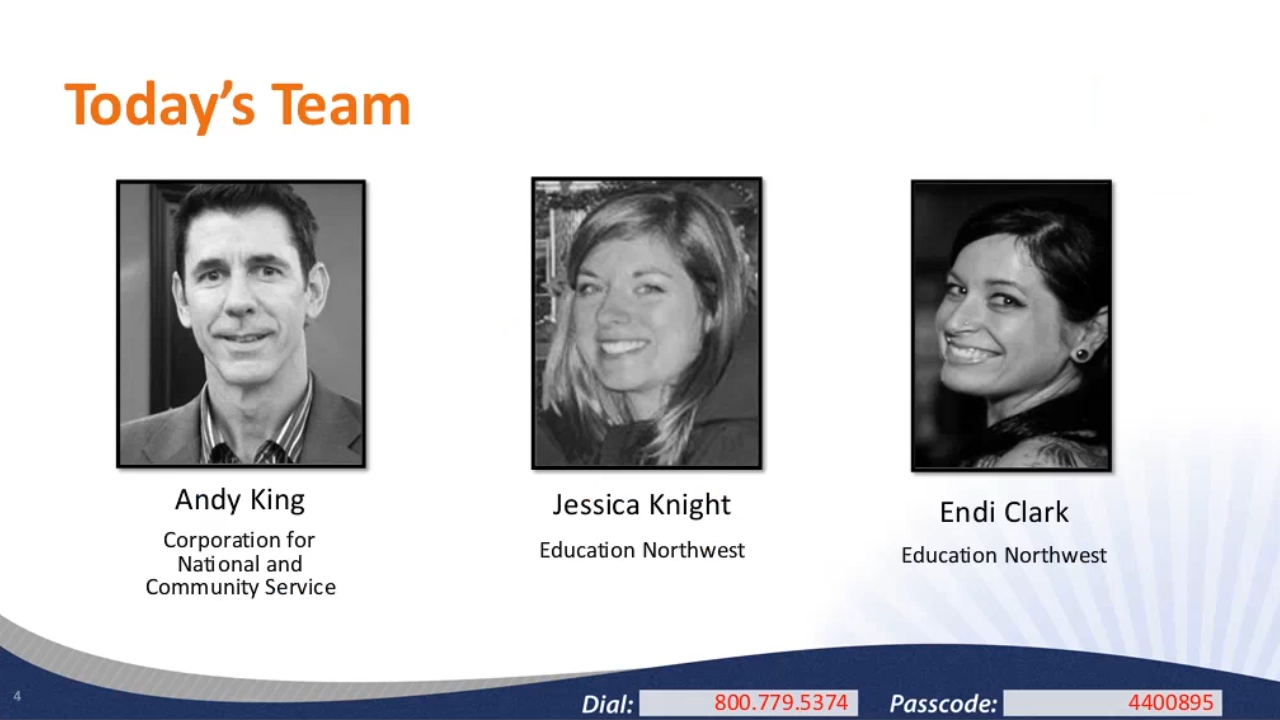 Today's Team
Andy King
Corporation for
National and
Community Service
Jessica Knight
Education Northwest
Endi Clark
Education Northwest
4
Dial: 800.779.5374 Passcode: 4400895